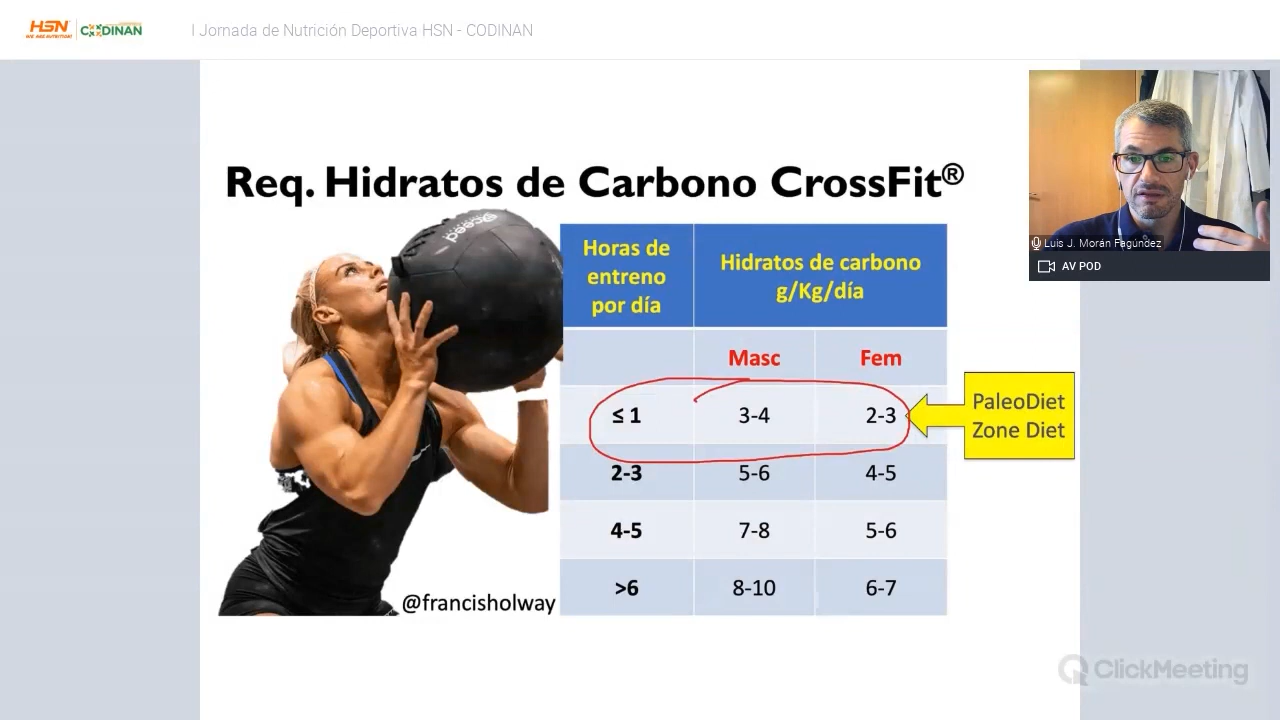 HSN
CODINAN
I Jornada de Nutrición Deportiva HSN - CODINAN
Req. Hidratos de Carbono CrossFit®
Horas de
entreno
por día
Hidratos de carbono
g/Kg/día
Masc
Fem
≤ 1
3-4
2-3
2-3
5-6
4-5
4-5
7-8
5-6
>6
8-10
6-7
PaleoDiet
Zone Diet
@francisholway
Luis J. Morán Fagúndez
AV POD
ClickMeeting